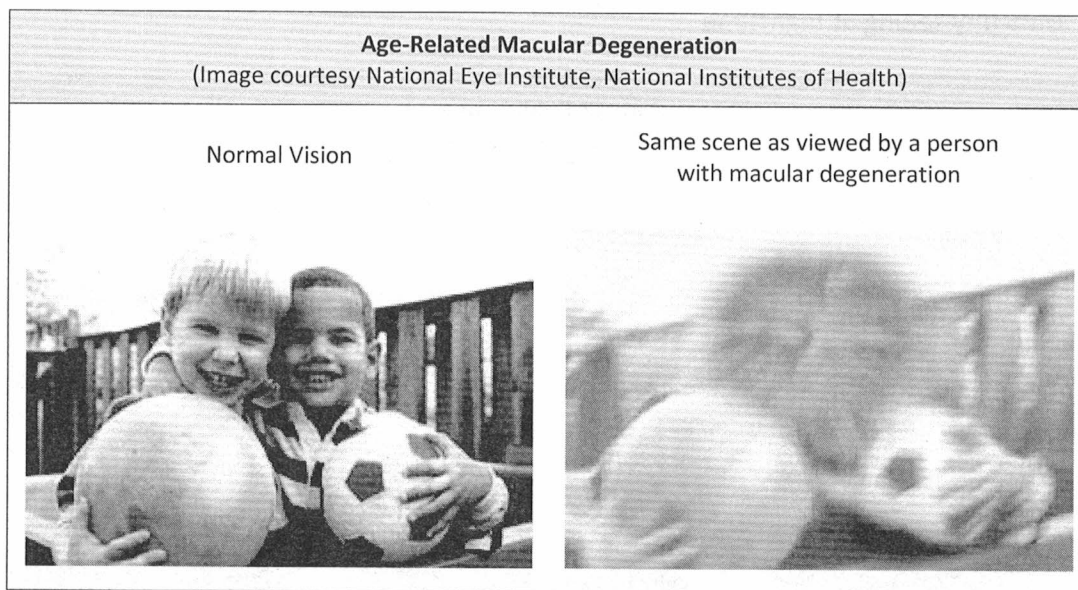 Age-Related Macular Degeneration
(Image courtesy National Eye Institute, National Institutes of Health)
Normal Vision
Same scene as viewed by a person
with macular degeneration